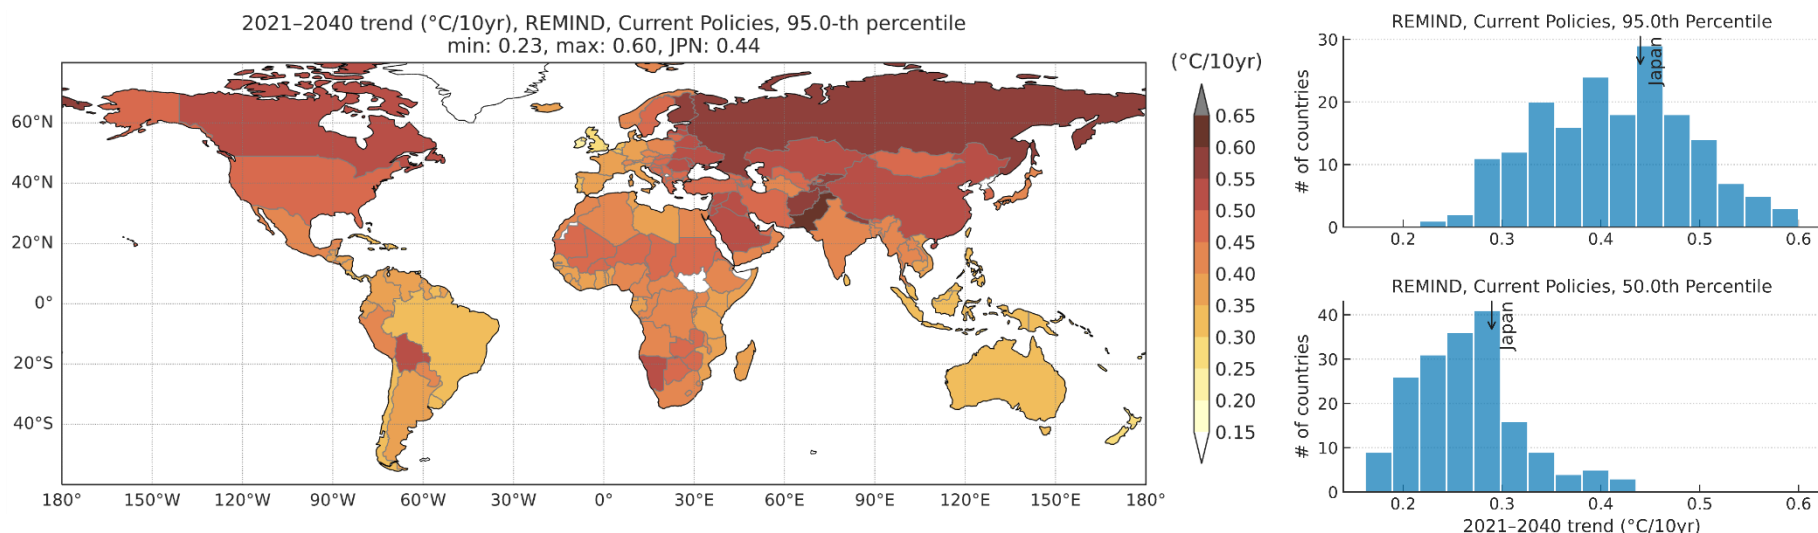 2021–2040 trend (°C/10yr), REMIND, Current Policies, 95.0-th percentile
min: 0.23, max: 0.60, JPN: 0.44
60°N
40°N
20°N
0°
20°S
40°S
180°
150°W
120°W
90°W
60°W
30°W
0°
30°E
60°E
90°E
120°E
150°E
180°
(°C/10yr)
0.65
0.60
0.55
0.50
0.45
0.40
0.35
0.30
0.25
0.20
0.15
REMIND, Current Policies, 95.0th Percentile
# of countries
30
20
10
0
Japan
0.2
0.3
0.4
0.5
0.6
REMIND, Current Policies, 50.0th Percentile
# of countries
40
30
20
10
0
Japan
0.2
0.3
0.4
0.5
0.6
2021–2040 trend (°C/10yr)